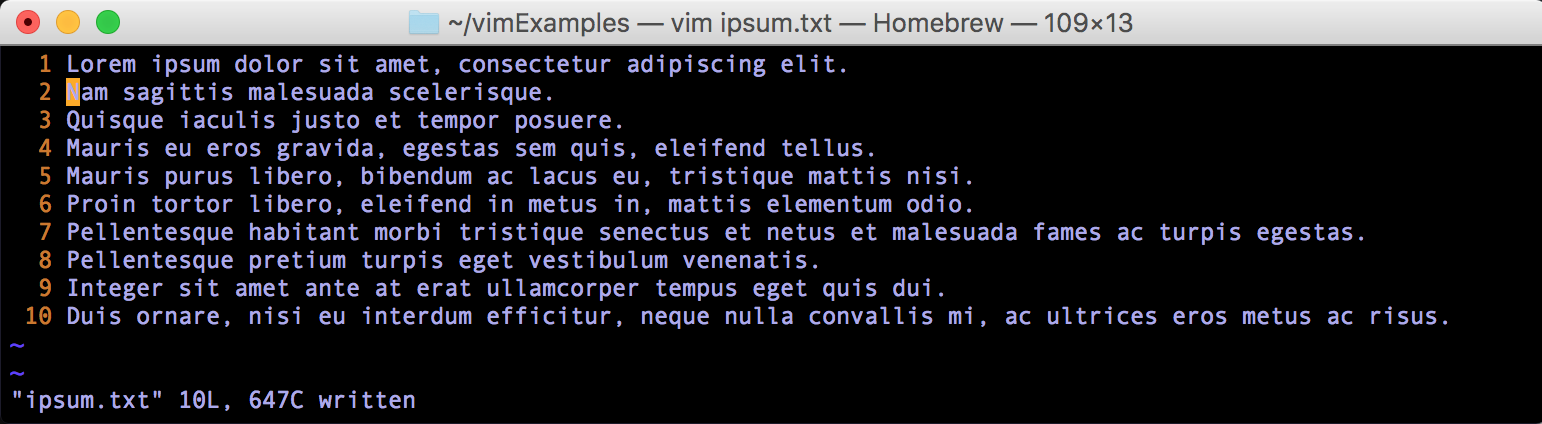 ~/vimExamples — vim ipsum.txt — Homebrew — 109×13
1 Lorem ipsum dolor sit amet, consectetur adipiscing elit.
2 Nam sagittis malesuada scelerisque.
3 Quisque iaculis justo et tempor posuere.
4 Mauris eu eros gravida, egestas sem quis, eleifend tellus.
5 Mauris purus libero, bibendum ac lacus eu, tristique mattis nisi.
6 Proin tortor libero, eleifend in metus in, mattis elementum odio.
7 Pellentesque habitant morbi tristique senectus et netus et malesuada fames ac turpis egestas.
8 Pellentesque pretium turpis eget vestibulum venenatis.
9 Integer sit amet ante at erat ullamcorper tempus eget quis dui.
10 Duis ornare, nisi eu interdum efficitur, neque nulla convallis mi, ac ultrices eros metus ac risus.
~
~
"ipsum.txt" 10L, 647C written